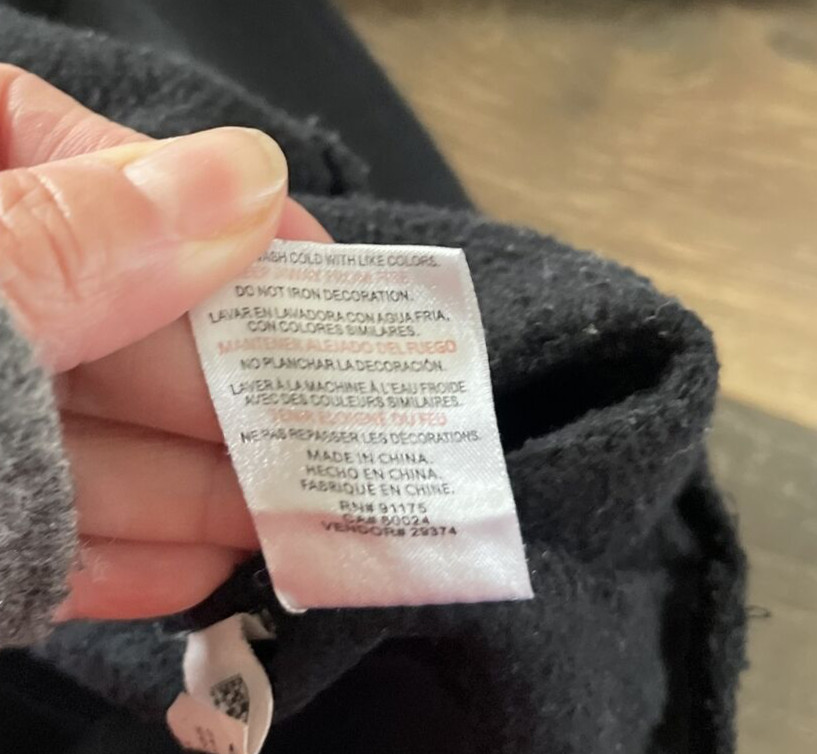 WASH COLD WITH LIKE COLORS.
KEEP AWAY FROM FIRE
DO NOT IRON DECORATION.
LAVAR EN LAVADORA CON AGUA FRIA,
CON COLORES SIMILARES.
MANTENER ALEJADO DEL FUEGO
NO PLANCHAR LA DECORACIÓN.
LAVER À LA MACHINE À L'EAU FROIDE
AVEC DES COULEURS SIMILAIRES.
TENIR ÉLOIGNÉ DU FEU
NE PAS REPASSER LES DÉCORATIONS.
MADE IN CHINA.
HECHO EN CHINA.
FABRIQUÉ EN CHINE.
RN# 91175
CA# 60024
VENDOR# 29374